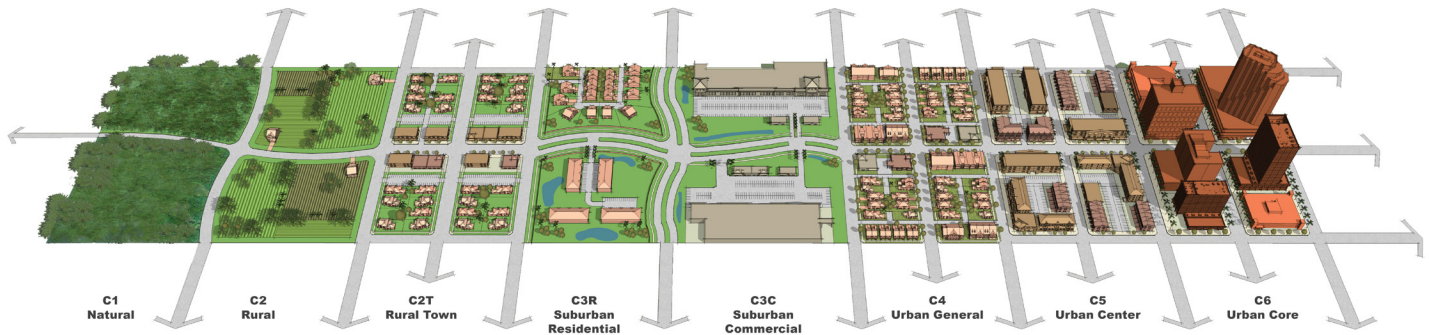 C1
Natural
C2
Rural
C2T
Rural Town
C3R
Suburban
Residential
C3C
Suburban
Commercial
C4
Urban General
C5
Urban Center
C6
Urban Core